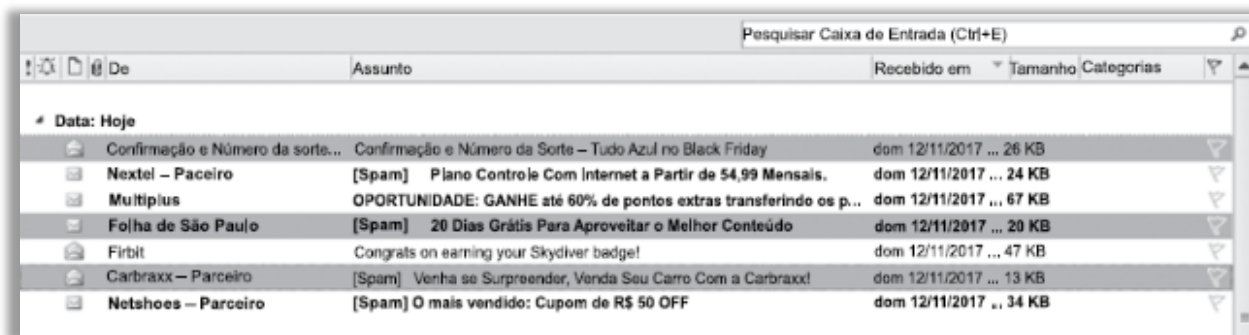 Pesquisar Caixa de Entrada (Ctrl+E)
! De Assunto Recebido em Tamanho Categorias
Data: Hoje
Confirmação e Número da sorte... Confirmação e Número da Sorte – Tudo Azul no Black Friday dom 12/11/2017 ... 26 KB
Nextel – Paceiro [Spam] Plano Controle Com Internet a Partir de 54,99 Mensais. dom 12/11/2017 ... 24 KB
Multiplus OPORTUNIDADE: GANHE até 60% de pontos extras transferindo os p... dom 12/11/2017 ... 67 KB
Folha de São Paulo [Spam] 20 Dias Grátis Para Aproveitar o Melhor Conteúdo dom 12/11/2017 ... 20 KB
Firbit Congrats on earning your Skydiver badge! dom 12/11/2017 ... 47 KB
Carbraxx – Parceiro [Spam] Venha se Surpreender, Venda Seu Carro Com a Carbraxx! dom 12/11/2017 ... 13 KB
Netshoes – Parceiro [Spam] O mais vendido: Cupom de R$ 50 OFF dom 12/11/2017 ... 34 KB